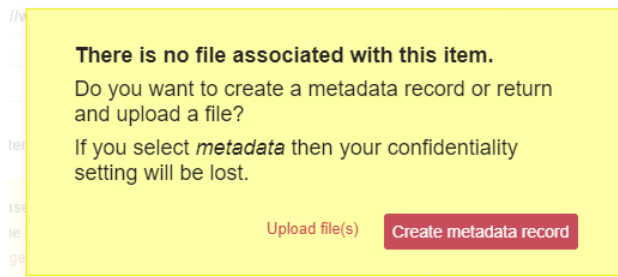 There is no file associated with this item.
Do you want to create a metadata record or return
and upload a file?
If you select metadata then your confidentiality
setting will be lost.
Upload file(s)
Create metadata record